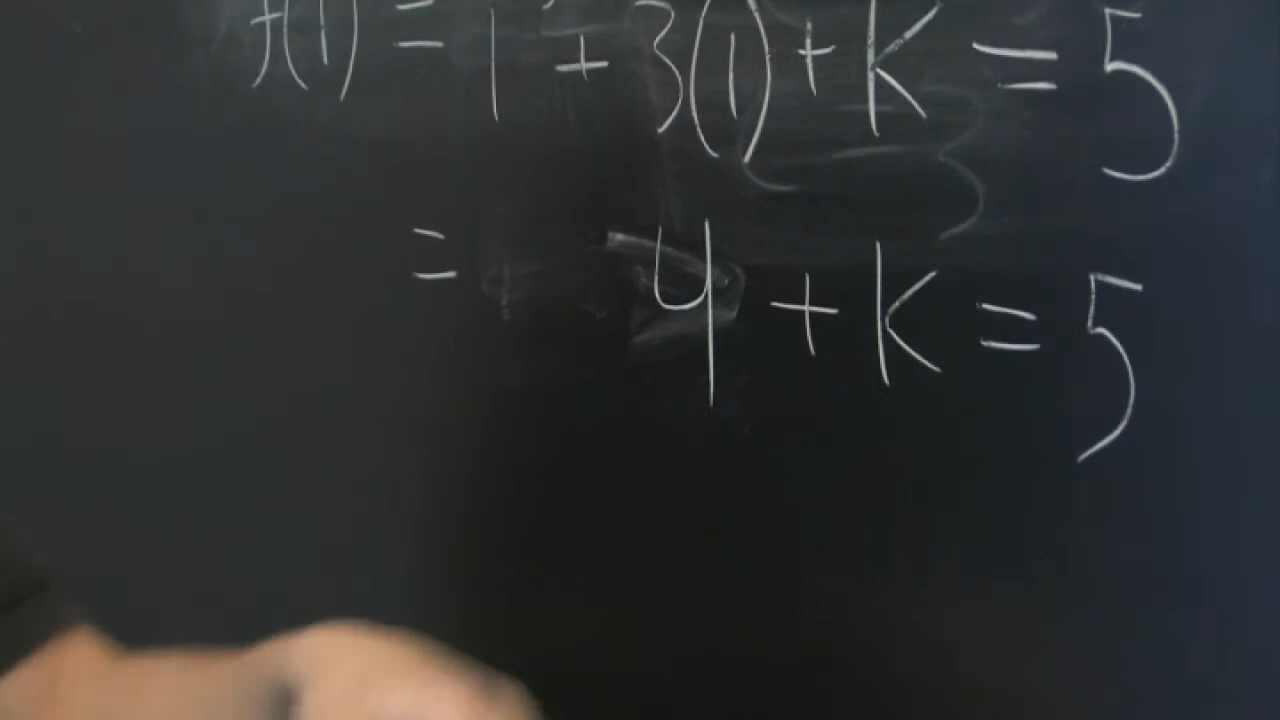 f(1) = 1 + 3(1) + K = 5
= 4 + K = 5